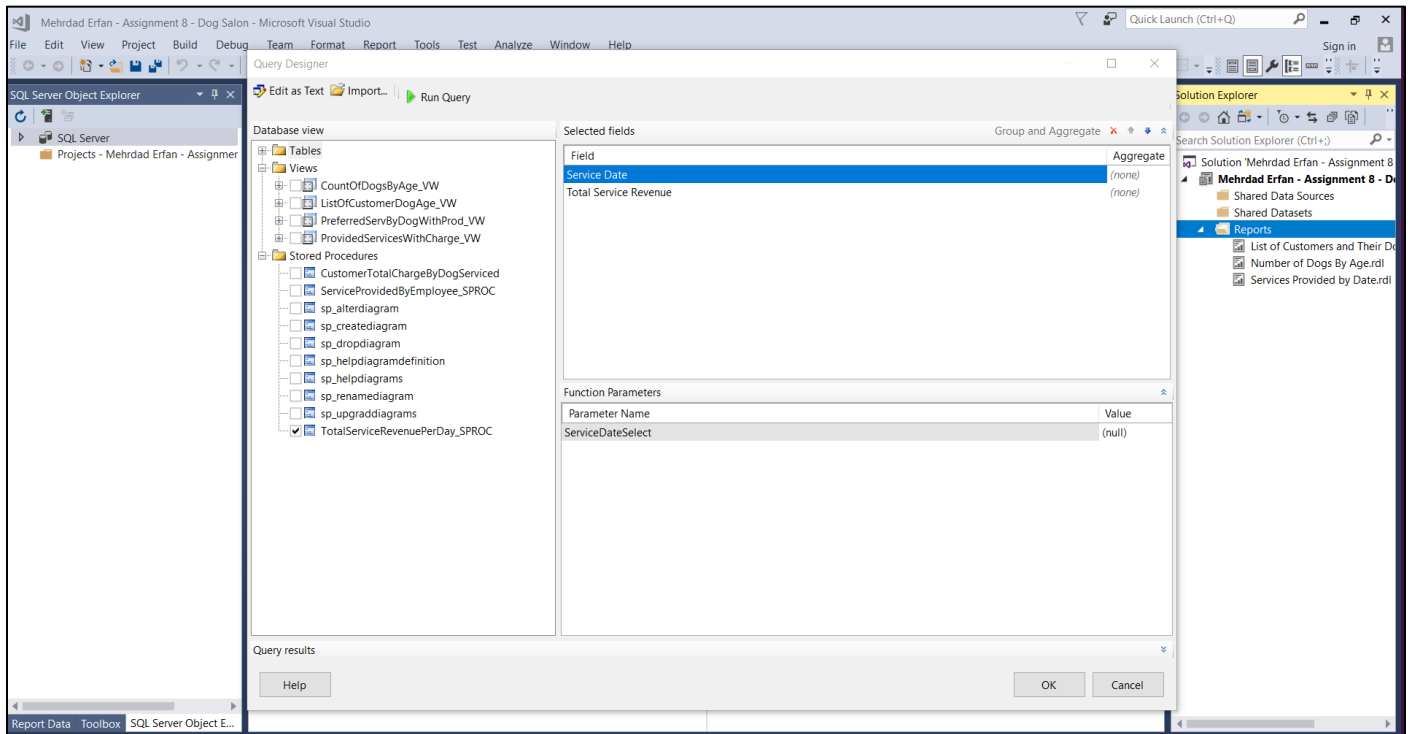 Mehrdad Erfan - Assignment 8 - Dog Salon - Microsoft Visual Studio
Quick Launch (Ctrl+Q)
File Edit View Project Build Debug Team Format Report Tools Test Analyze Window Help
Sign in
Query Designer
Edit as Text Import... Run Query
SQL Server Object Explorer
SQL Server
Projects - Mehrdad Erfan - Assignmer
Database view
Tables
Views
CountOfDogsByAge_VW
ListOfCustomerDogAge_VW
PreferredServByDogWithProd_VW
ProvidedServicesWithCharge_VW
Stored Procedures
CustomerTotalChargeByDogServiced
ServiceProvidedByEmployee_SPROC
sp_alterdiagram
sp_creatediagram
sp_dropdiagram
sp_helpdiagramdefinition
sp_helpdiagrams
sp_renamediagram
sp_upgraddiagrams
TotalServiceRevenuePerDay_SPROC
Selected fields Group and Aggregate
Field Aggregate
Service Date (none)
Total Service Revenue (none)
Function Parameters
Parameter Name Value
ServiceDateSelect (null)
Query results
Help OK Cancel
Solution Explorer
Search Solution Explorer (Ctrl+;)
Solution 'Mehrdad Erfan - Assignment 8
Mehrdad Erfan - Assignment 8 - D
Shared Data Sources
Shared Datasets
Reports
List of Customers and Their Do
Number of Dogs By Age.rdl
Services Provided by Date.rdl
Report Data Toolbox SQL Server Object E...